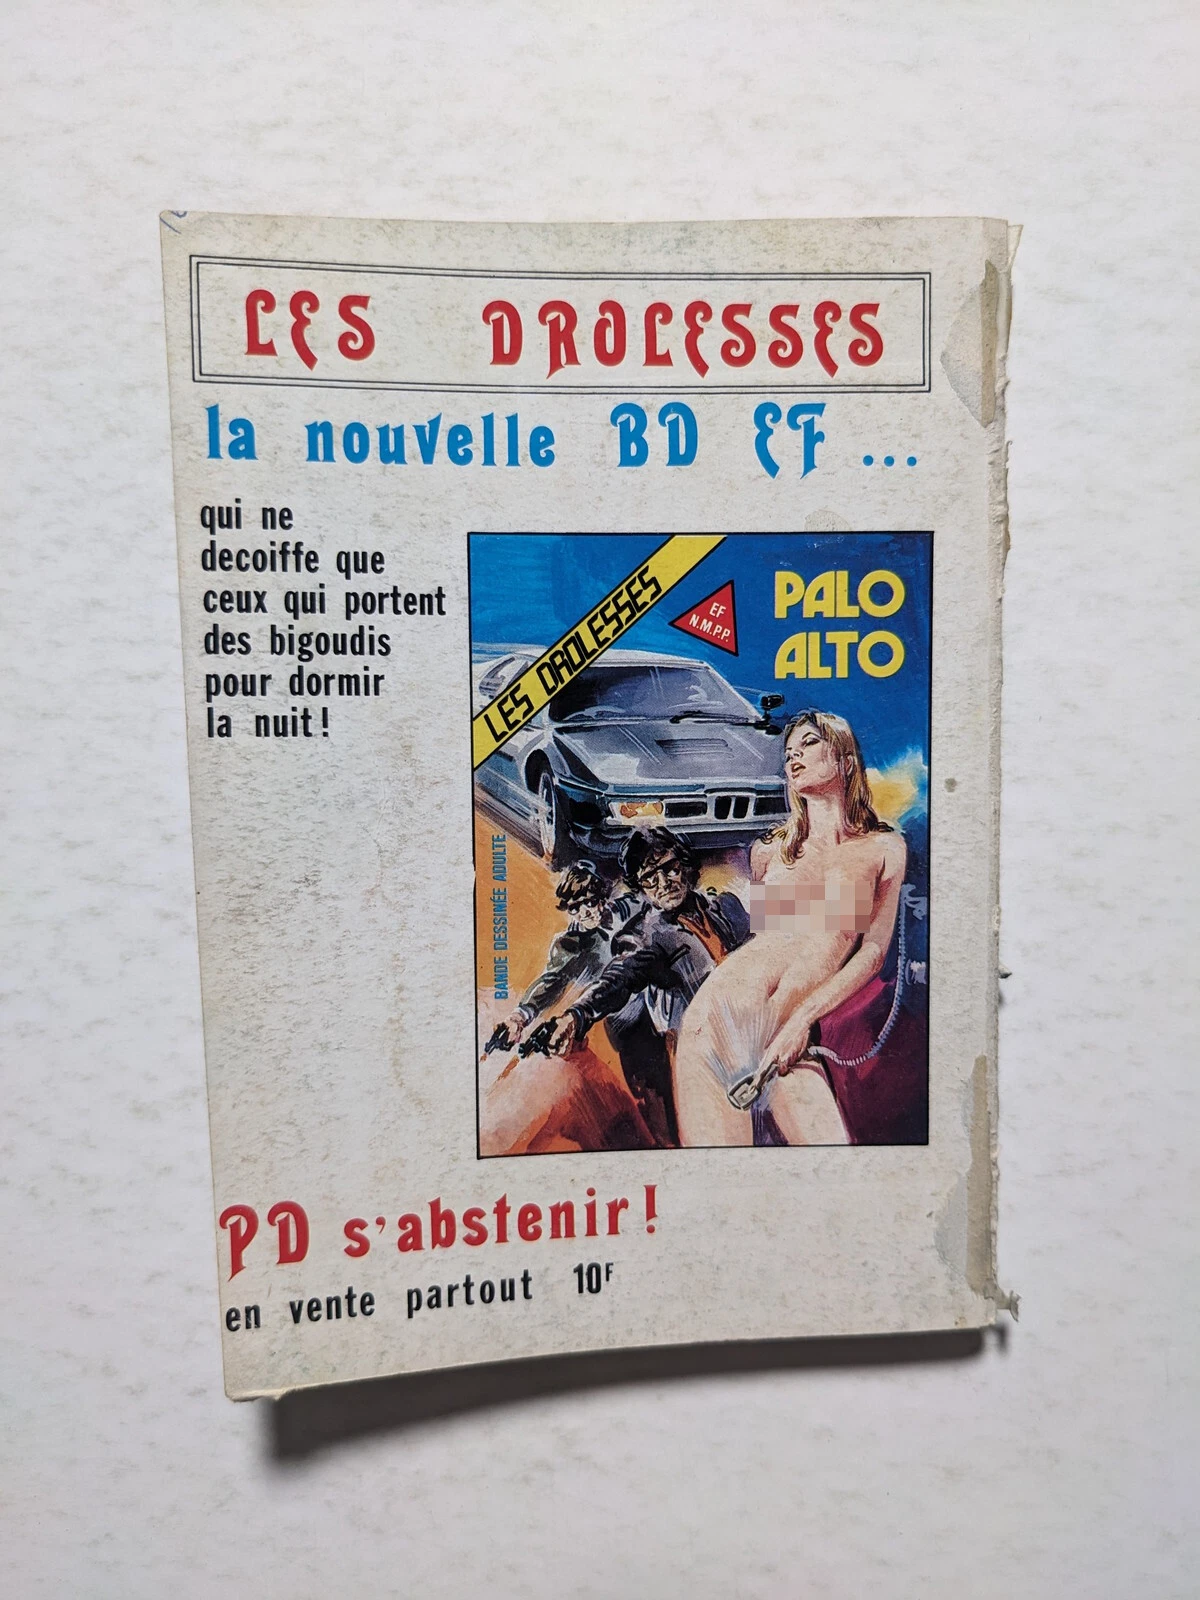 LES DROLESSES
la nouvelle BD EF ...
qui ne
decoiffe que
ceux qui portent
des bigoudis
pour dormir
la nuit!
LES DROLESSES
EF
N.M.P.P.
PALO
ALTO
BANDE DESSINÉE ADULTE
PD s'abstenir!
en vente partout 10F